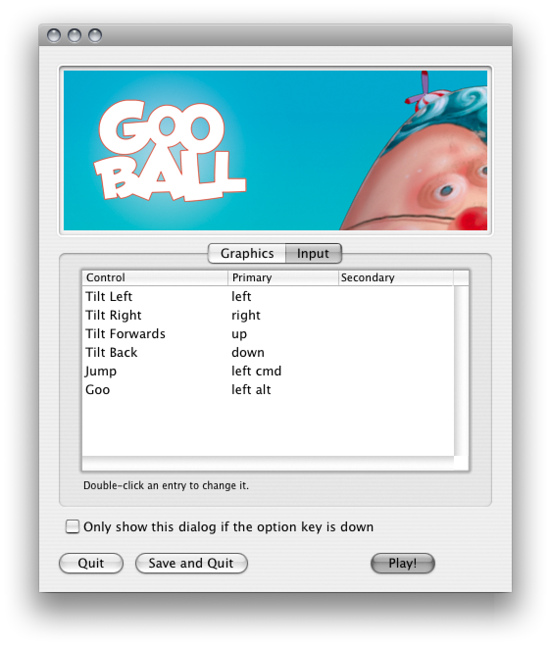 GOO
BALL
Graphics Input
Control Primary Secondary
Tilt Left left
Tilt Right right
Tilt Forwards up
Tilt Back down
Jump left cmd
Goo left alt
Double-click an entry to change it.
Only show this dialog if the option key is down
Quit Save and Quit Play!